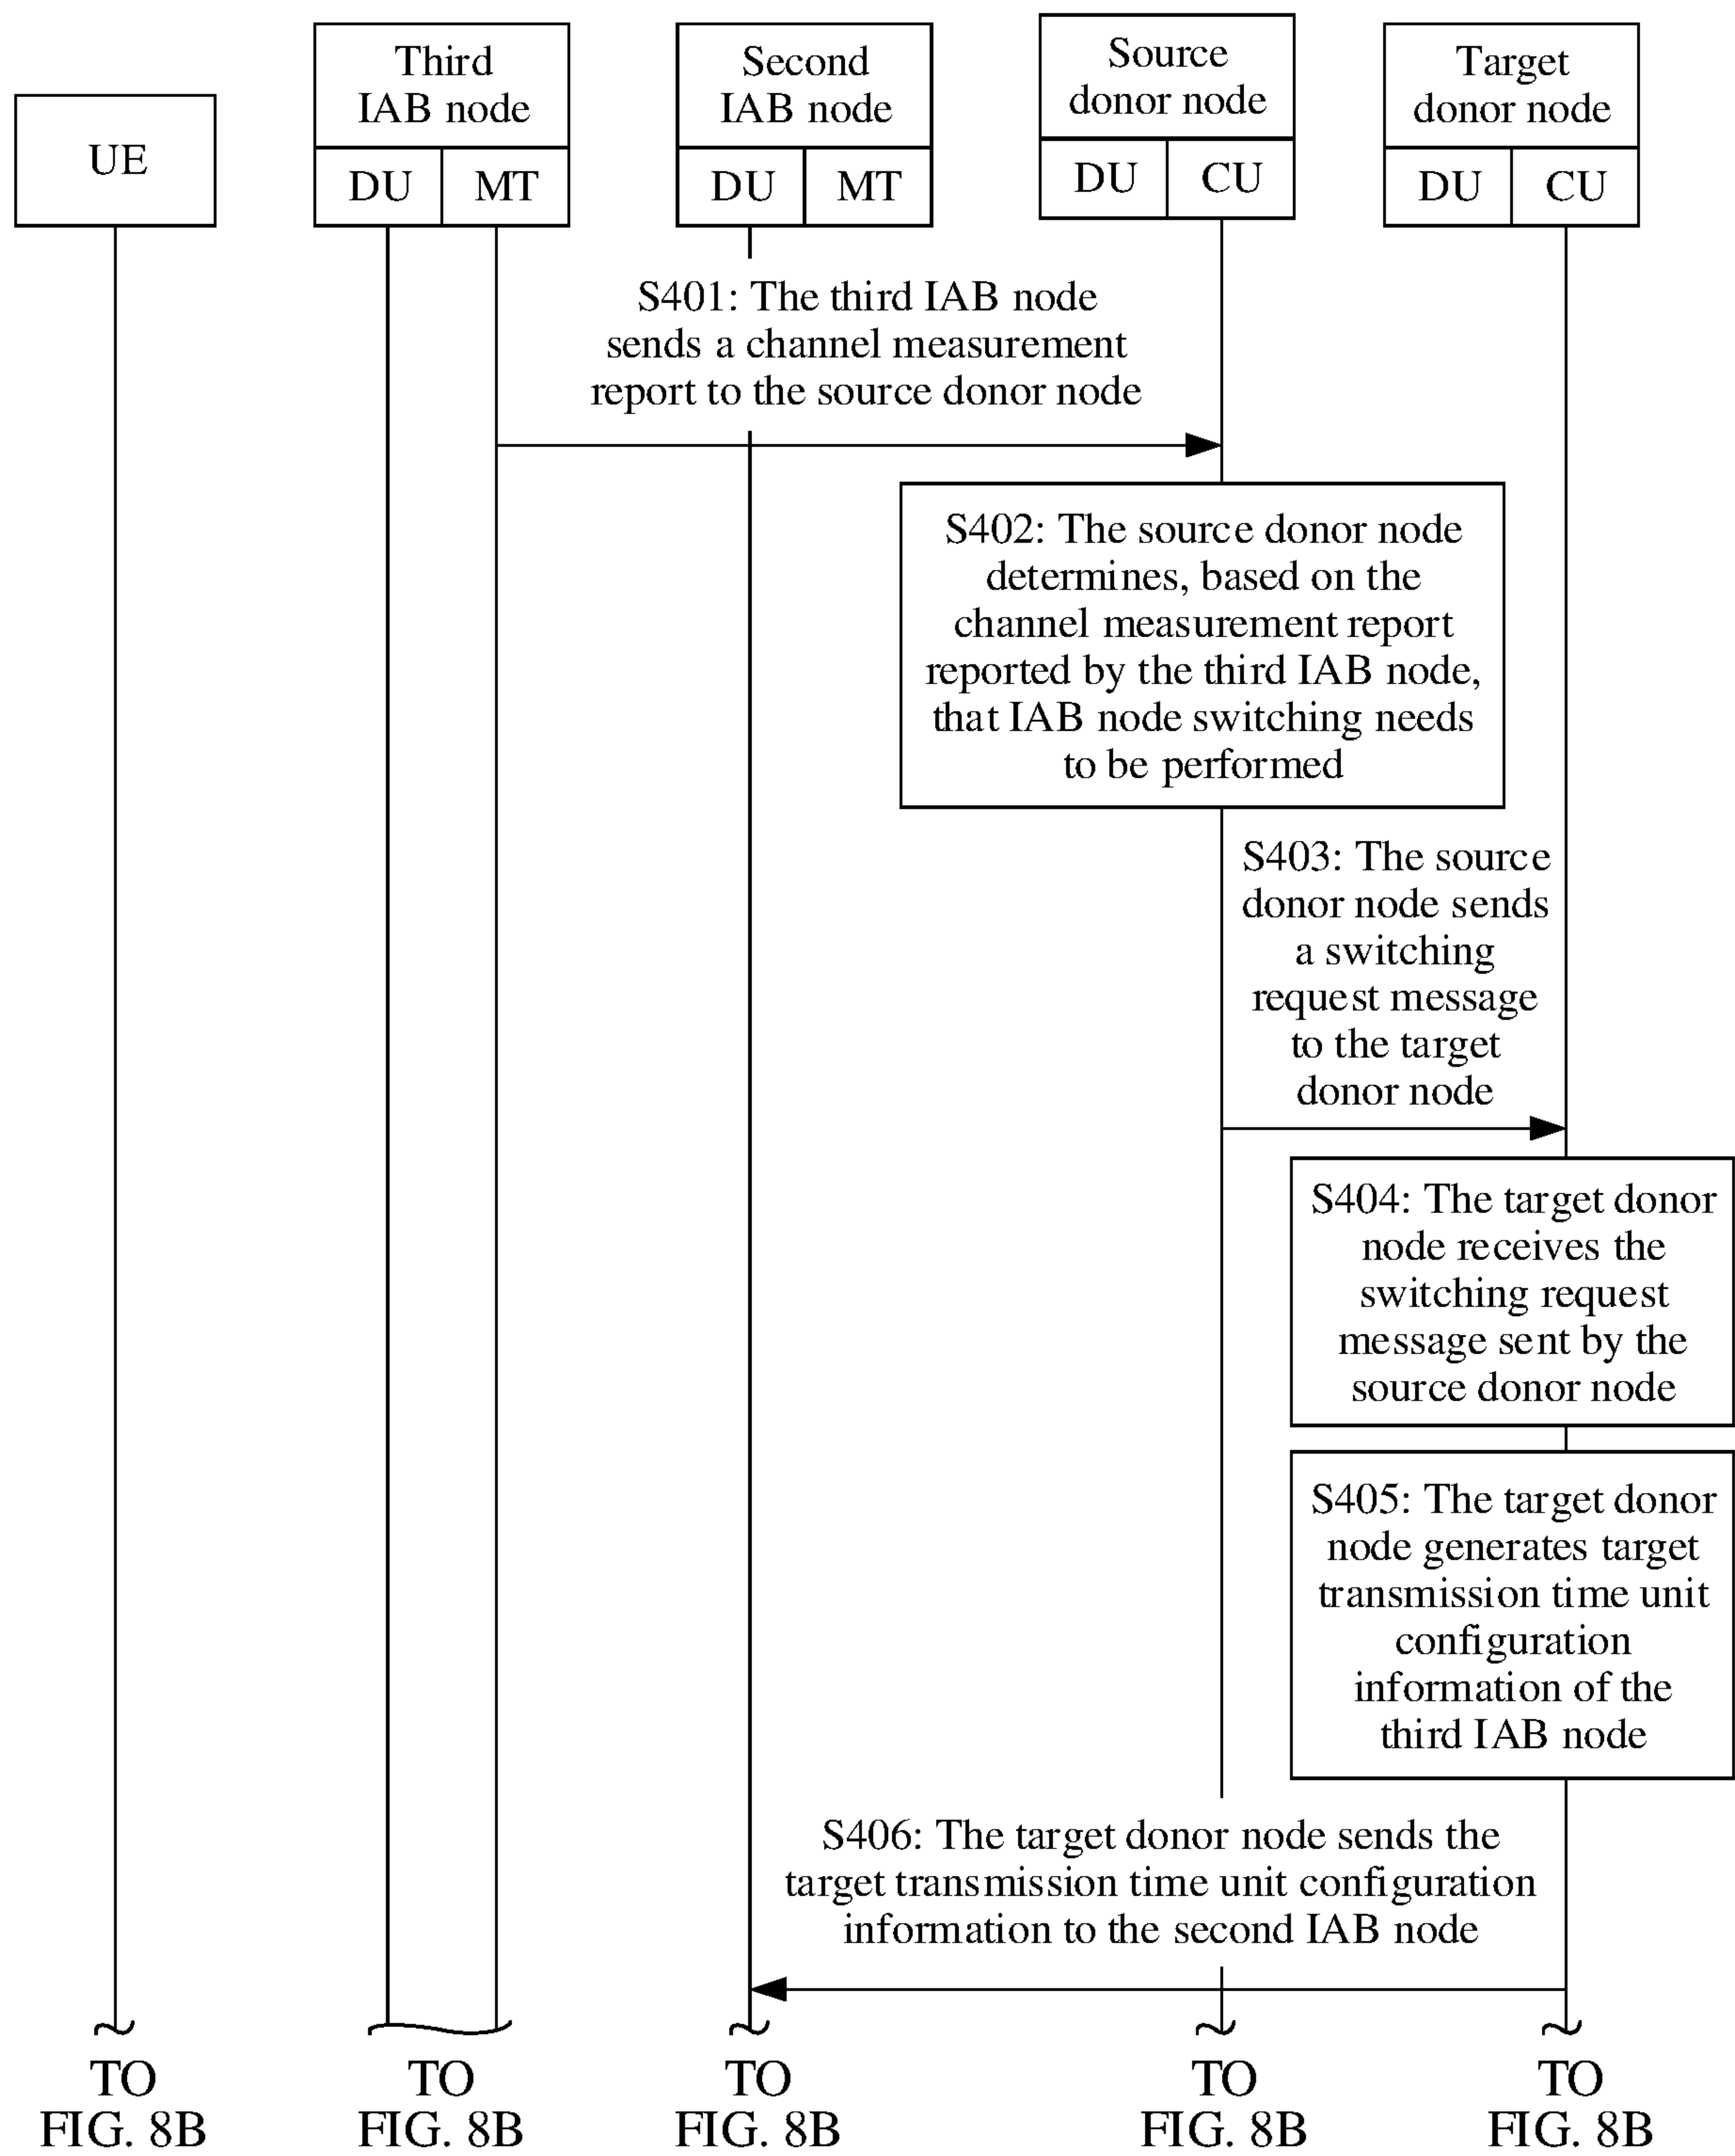 UE
Third
IAB node
DU
MT
Second
IAB node
DU
MT
Source
donor node
DU
CU
Target
donor node
DU
CU
S401: The third IAB node
sends a channel measurement
report to the source donor node
S402: The source donor node
determines, based on the
channel measurement report
reported by the third IAB node,
that IAB node switching needs
to be performed
S403: The source
donor node sends
a switching
request message
to the target
donor node
S404: The target donor
node receives the
switching request
message sent by the
source donor node
S405: The target donor
node generates target
transmission time unit
configuration
information of the
third IAB node
S406: The target donor node sends the
target transmission time unit configuration
information to the second IAB node
TO
FIG. 8B
TO
FIG. 8B
TO
FIG. 8B
TO
FIG. 8B
TO
FIG. 8B